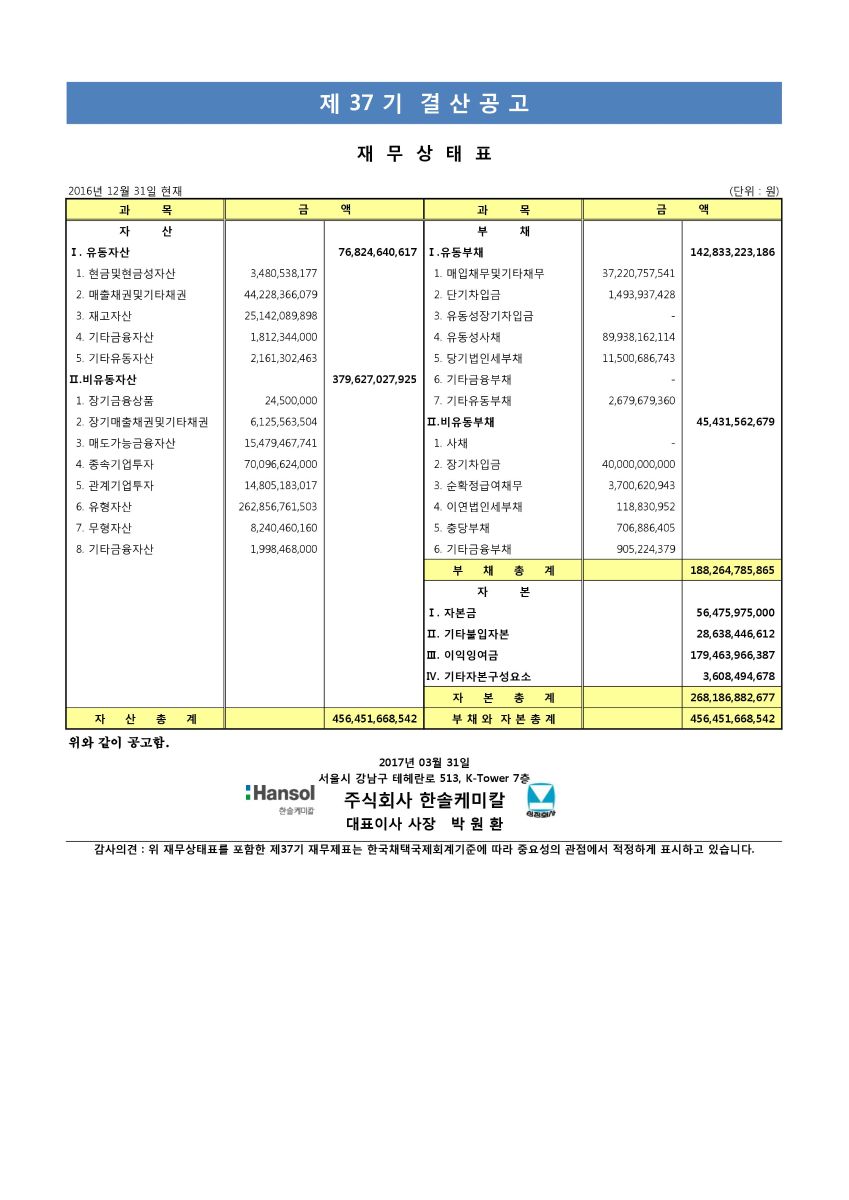 제 37 기 결 산 공 고
재 무 상 태 표
2016년 12월 31일 현재 (단위 : 원)
과 목 금 액 과 목 금 액
자 산 부 채
Ⅰ. 유동자산 76,824,640,617 Ⅰ.유동부채 142,833,223,186
1. 현금및현금성자산 3,480,538,177 1. 매입채무및기타채무 37,220,757,541
2. 매출채권및기타채권 44,228,366,079 2. 단기차입금 1,493,937,428
3. 재고자산 25,142,089,898 3. 유동성장기차입금 -
4. 기타금융자산 1,812,344,000 4. 유동성사채 89,938,162,114
5. 기타유동자산 2,161,302,463 5. 당기법인세부채 11,500,686,743
Ⅱ.비유동자산 379,627,027,925 6. 기타금융부채 -
1. 장기금융상품 24,500,000 7. 기타유동부채 2,679,679,360
2. 장기매출채권및기타채권 6,125,563,504 Ⅱ.비유동부채 45,431,562,679
3. 매도가능금융자산 15,479,467,741 1. 사채 -
4. 종속기업투자 70,096,624,000 2. 장기차입금 40,000,000,000
5. 관계기업투자 14,805,183,017 3. 순확정급여채무 3,700,620,943
6. 유형자산 262,856,761,503 4. 이연법인세부채 118,830,952
7. 무형자산 8,240,460,160 5. 충당부채 706,886,405
8. 기타금융자산 1,998,468,000 6. 기타금융부채 905,224,379
부 채 총 계 188,264,785,865
자 본
Ⅰ. 자본금 56,475,975,000
Ⅱ. 기타불입자본 28,638,446,612
Ⅲ. 이익잉여금 179,463,966,387
Ⅳ. 기타자본구성요소 3,608,494,678
자 본 총 계 268,186,882,677
자 산 총 계 456,451,668,542 부 채 와 자 본 총 계 456,451,668,542
위와 같이 공고함.
2017년 03월 31일
서울시 강남구 테헤란로 513, K-Tower 7층
Hansol 주식회사 한솔케미칼
한솔케미칼
대표이사 사장 박 원 환
감사의견 : 위 재무상태표를 포함한 제37기 재무제표는 한국채택국제회계기준에 따라 중요성의 관점에서 적정하게 표시하고 있습니다.